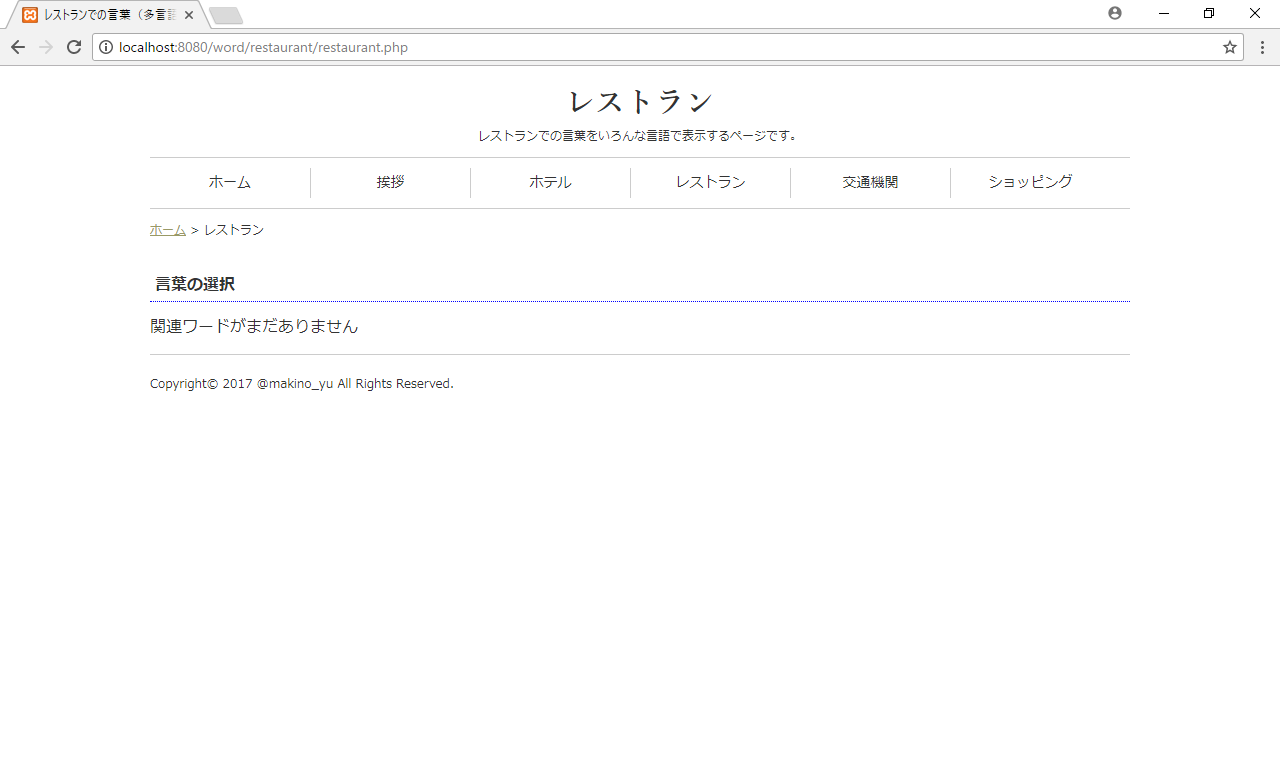 レストランでの言葉（多言語
localhost:8080/word/restaurant/restaurant.php
レストラン
レストランでの言葉をいろんな言語で表示するページです。
ホーム 挨拶 ホテル レストラン 交通機関 ショッピング
ホーム > レストラン
言葉の選択
関連ワードがまだありません
Copyright© 2017 @makino_yu All Rights Reserved.